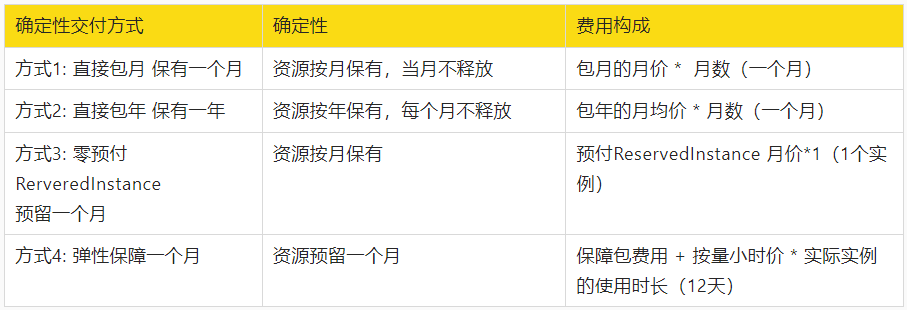 确定性交付方式
确定性
费用构成
方式1: 直接包月 保有一个月
资源按月保有，当月不释放
包月的月价 * 月数（一个月）
方式2: 直接包年 保有一年
资源按年保有，每个月不释放
包年的月均价 * 月数（一个月）
方式3: 零预付
RerveredInstance
预留一个月
资源按月保有
预付ReservedInstance 月价*1（1个实
例）
方式4: 弹性保障一个月
资源预留一个月
保障包费用 + 按量小时价 * 实际实例
的使用时长（12天）